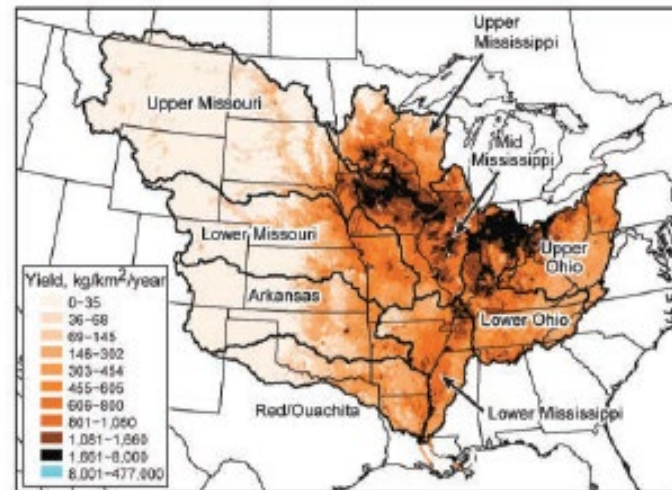 Upper
Mississippi
Upper Missouri
Mid
Mississippi
Lower Missouri
Upper
Ohio
Arkansas
Lower Ohio
Red/Ouachita
Lower Mississippi
Yield, kg/km²/year
0–35
36–68
69–145
146–302
303–454
455–605
606–800
801–1,080
1,081–1,660
1,661–8,000
8,001–477,000